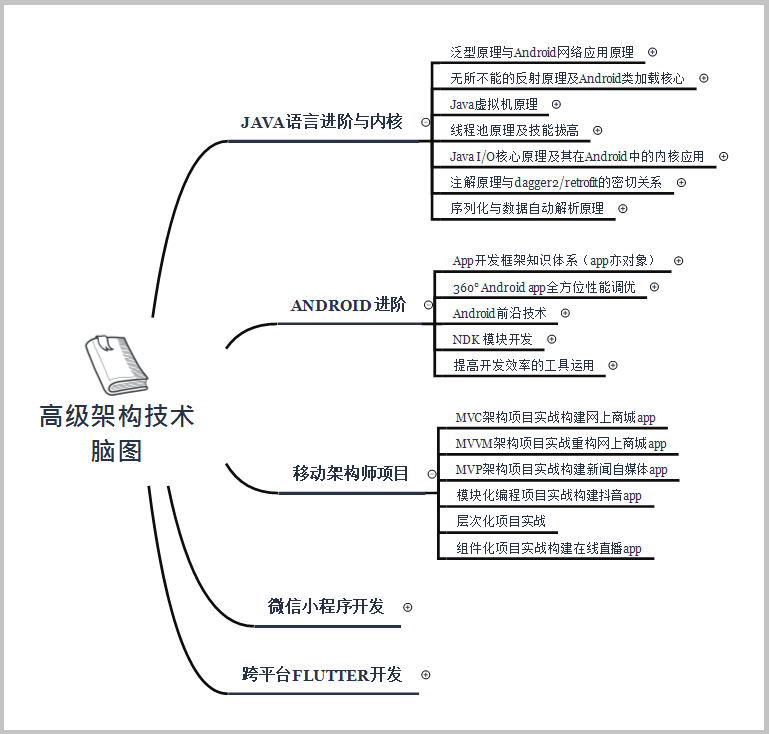 高级架构技术
脑图
JAVA语言进阶与内核
泛型原理与Android网络应用原理
无所不能的反射原理及Android类加载核心
Java虚拟机原理
线程池原理及技能拔高
Java I/O核心原理及其在Android中的内核应用
注解原理与dagger2/retrofit的密切关系
序列化与数据自动解析原理
ANDROID 进阶
App开发框架知识体系（app亦对象）
360° Android app全方位性能调优
Android前沿技术
NDK 模块开发
提高开发效率的工具运用
移动架构师项目
MVC架构项目实战构建网上商城app
MVVM架构项目实战重构网上商城app
MVP架构项目实战构建新闻自媒体app
模块化编程项目实战构建抖音app
层次化项目实战
组件化项目实战构建在线直播app
微信小程序开发
跨平台FLUTTER开发